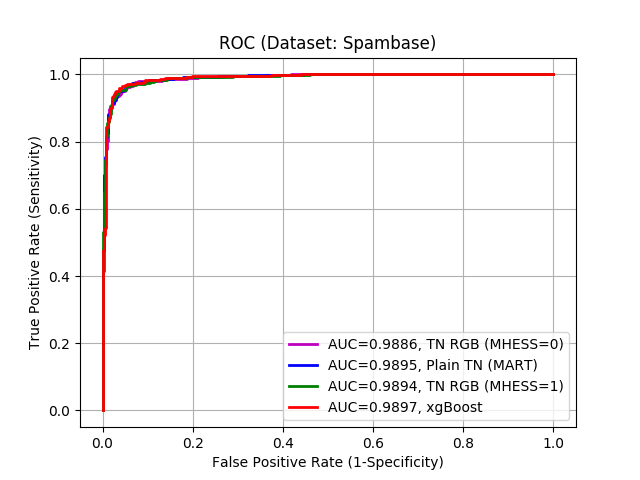 ROC (Dataset: Spambase)
True Positive Rate (Sensitivity)
1.0
0.8
0.6
0.4
0.2
0.0
AUC=0.9886, TN RGB (MHESS=0)
AUC=0.9895, Plain TN (MART)
AUC=0.9894, TN RGB (MHESS=1)
AUC=0.9897, xgBoost
0.0 0.2 0.4 0.6 0.8 1.0
False Positive Rate (1-Specificity)